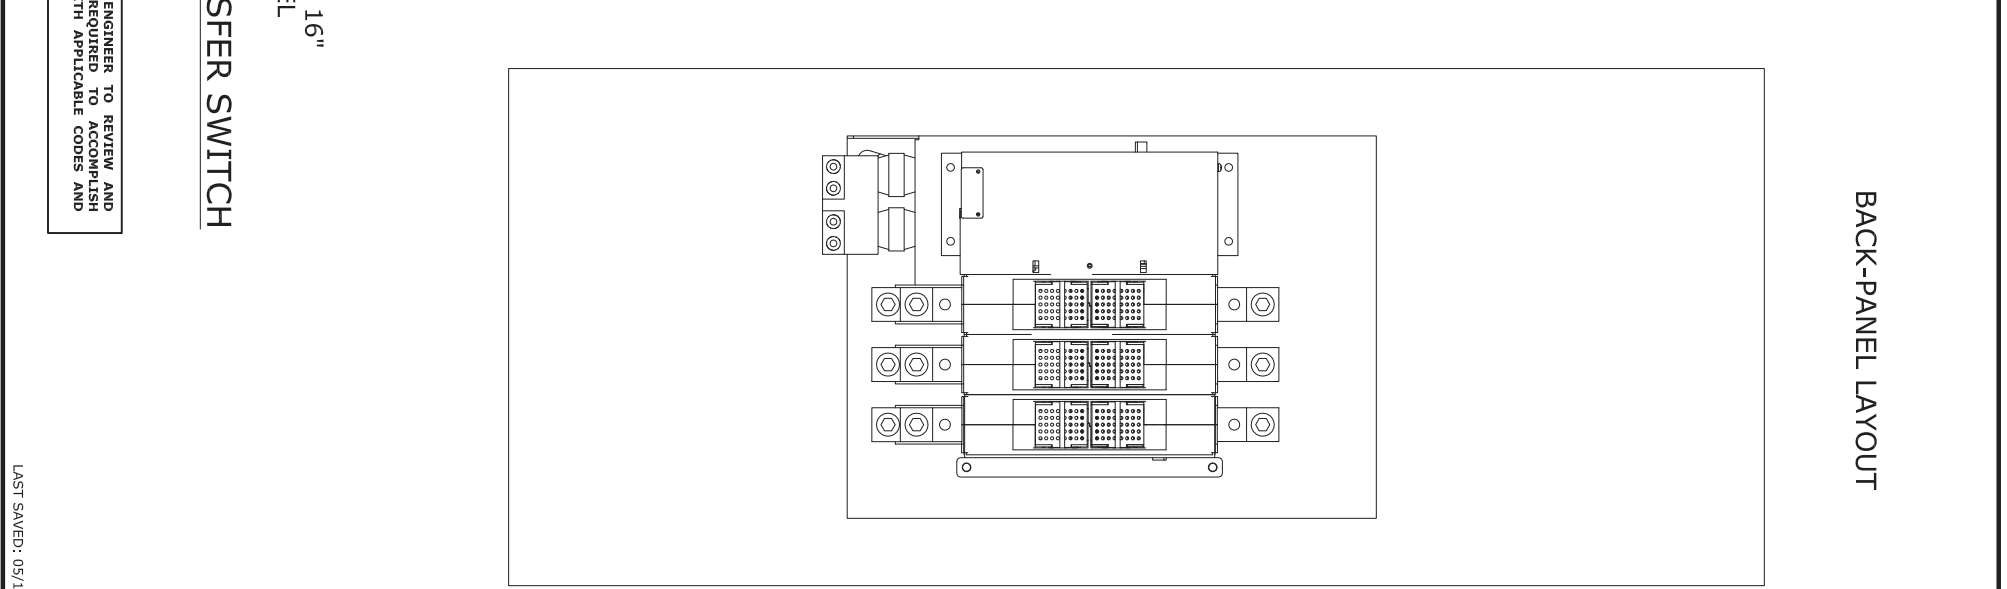 BACK-PANEL LAYOUT
16"
EL
SFER SWITCH
ENGINEER TO REVIEW AND
REQUIRED TO ACCOMPLISH
TH APPLICABLE CODES AND
LAST SAVED: 05/1